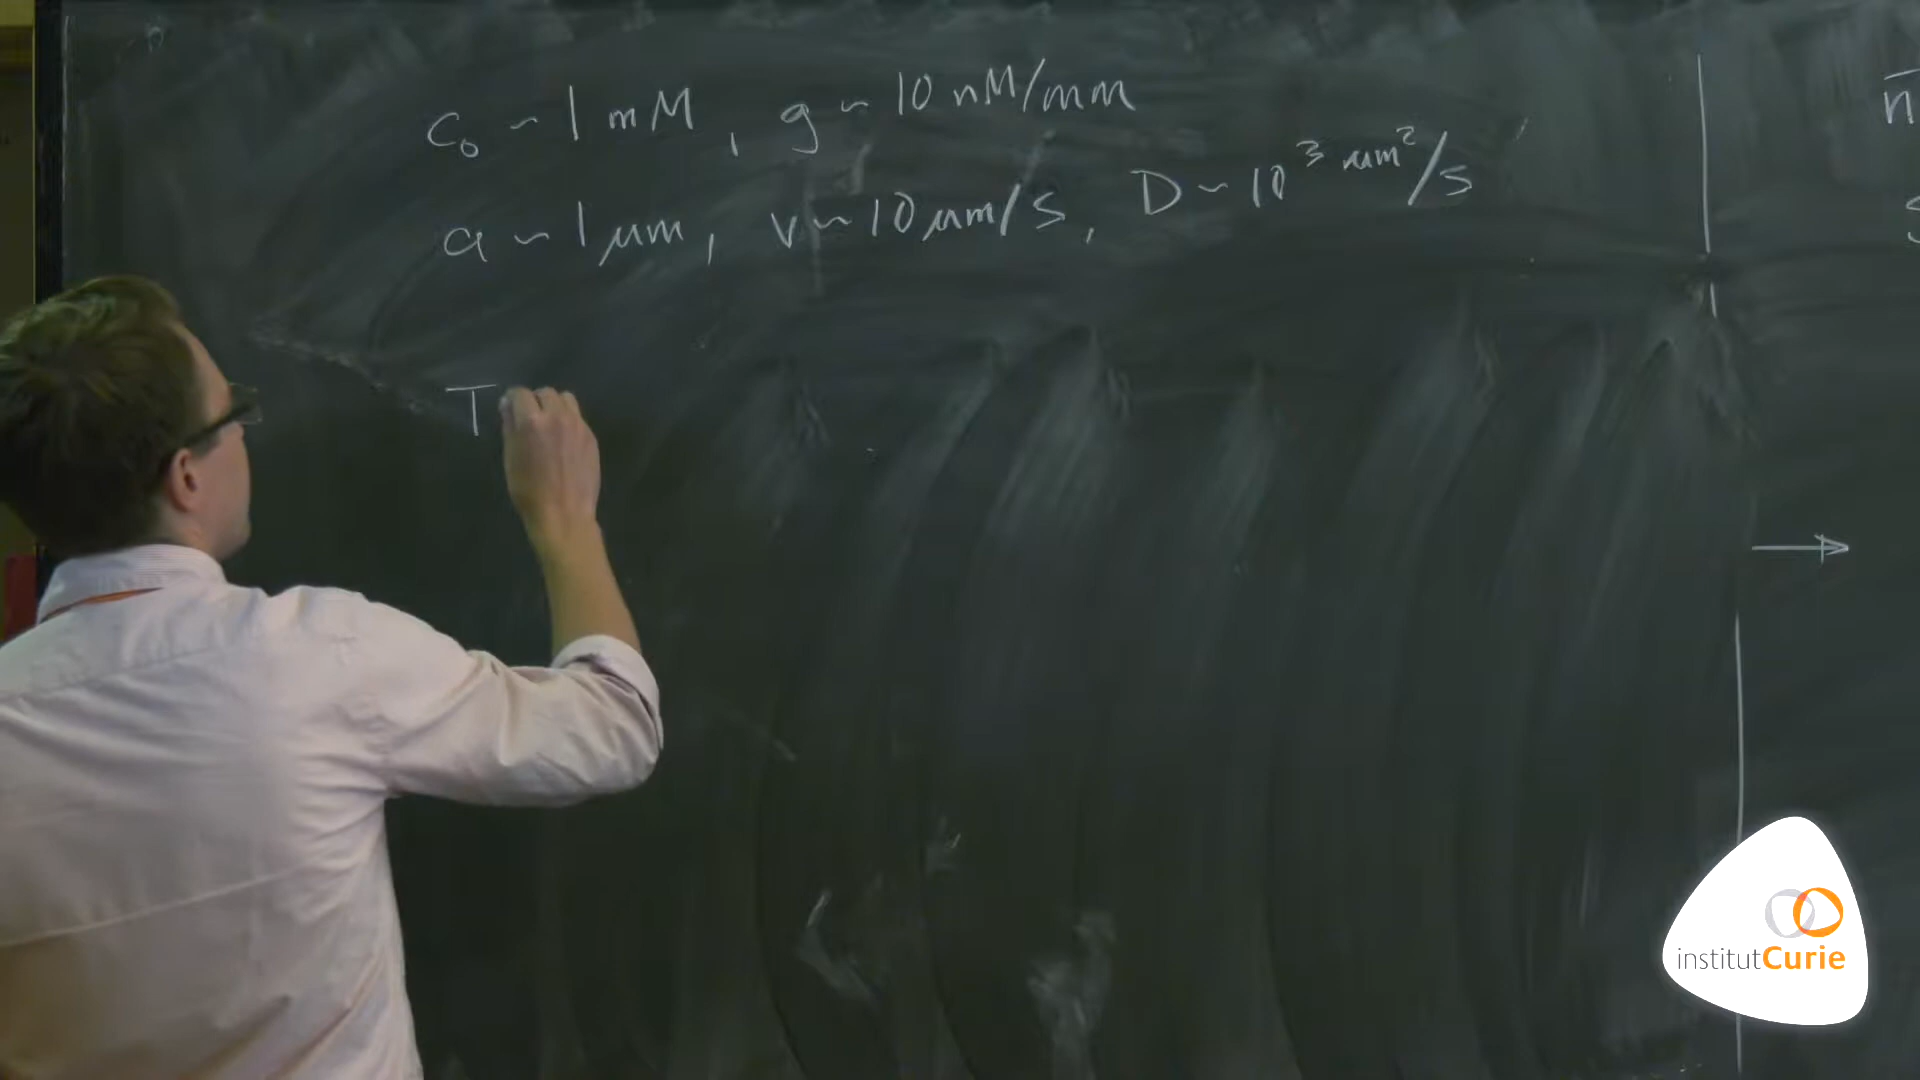 c₀ ~ 1 mM, g ~ 10 nM/mm
a ~ 1 μm, v ~ 10 μm/s, D ~ 10³ μm²/s
T
→
n̄
institutCurie